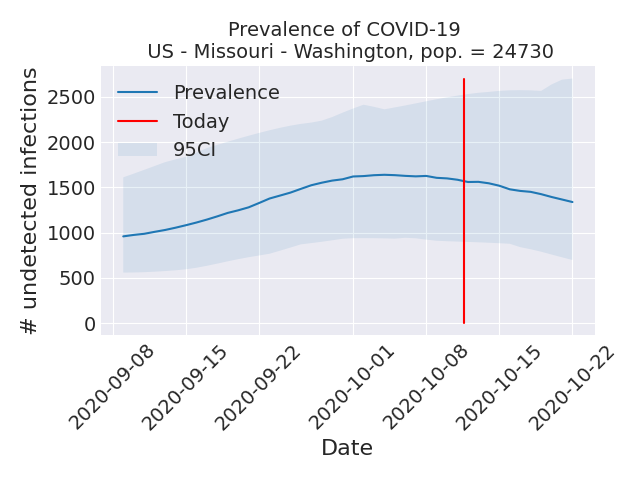 Prevalence of COVID-19
US - Missouri - Washington, pop. = 24730
# undetected infections
2500
2000
1500
1000
500
0
Prevalence
Today
95CI
2020-09-08
2020-09-15
2020-09-22
2020-10-01
2020-10-08
2020-10-15
2020-10-22
Date